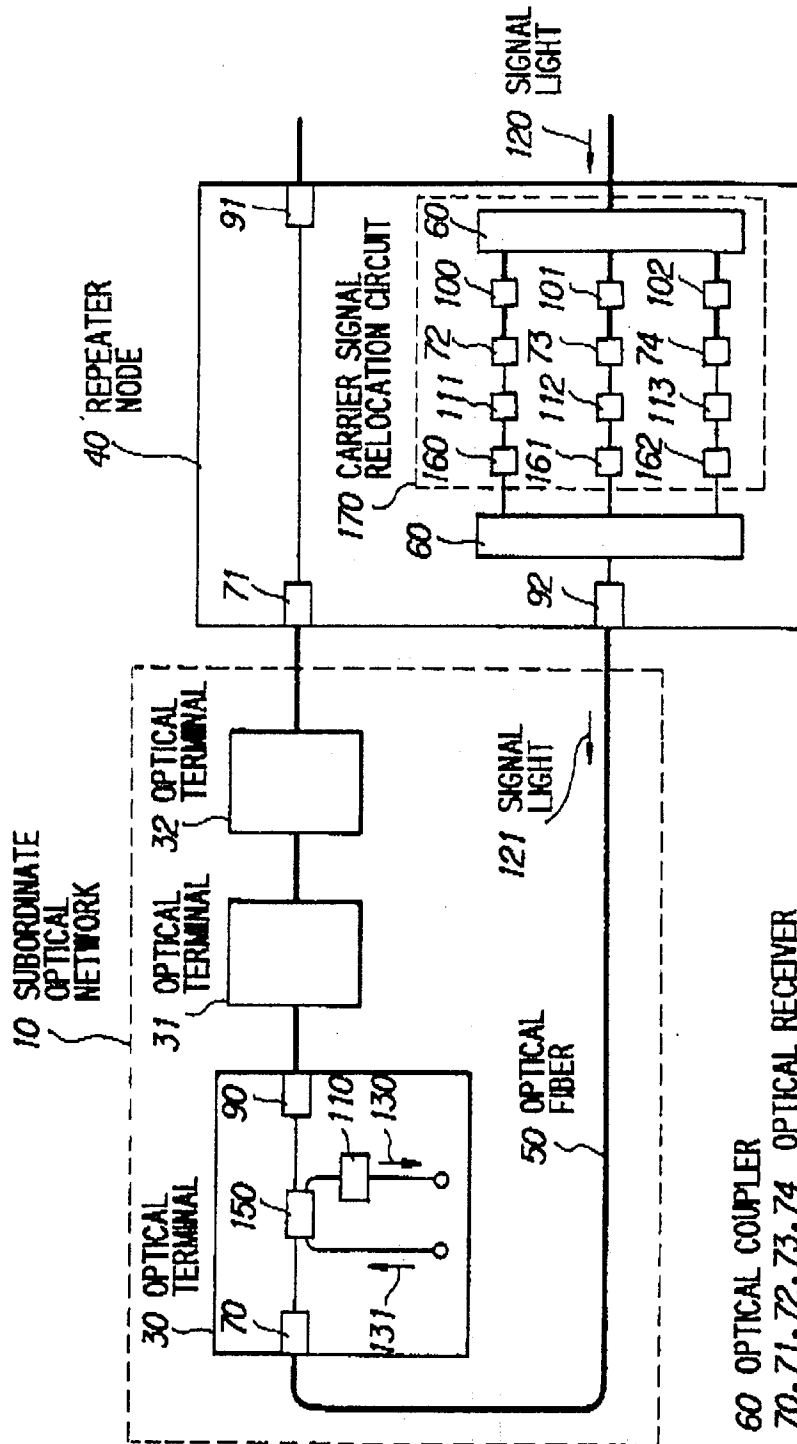 10 SUBORDINATE
OPTICAL
NETWORK
40 REPEATER
NODE
30 OPTICAL
TERMINAL
31 OPTICAL
TERMINAL
32 OPTICAL
TERMINAL
70
150
90
110
130
131
71
91
170 CARRIER SIGNAL
RELOCATION CIRCUIT
60
160
111
72
100
60
161
112
73
101
162
113
74
102
92
120 SIGNAL
LIGHT
121 SIGNAL
LIGHT
50 OPTICAL
FIBER
60 OPTICAL COUPLER
70,71,72,73,74 OPTICAL RECEIVER